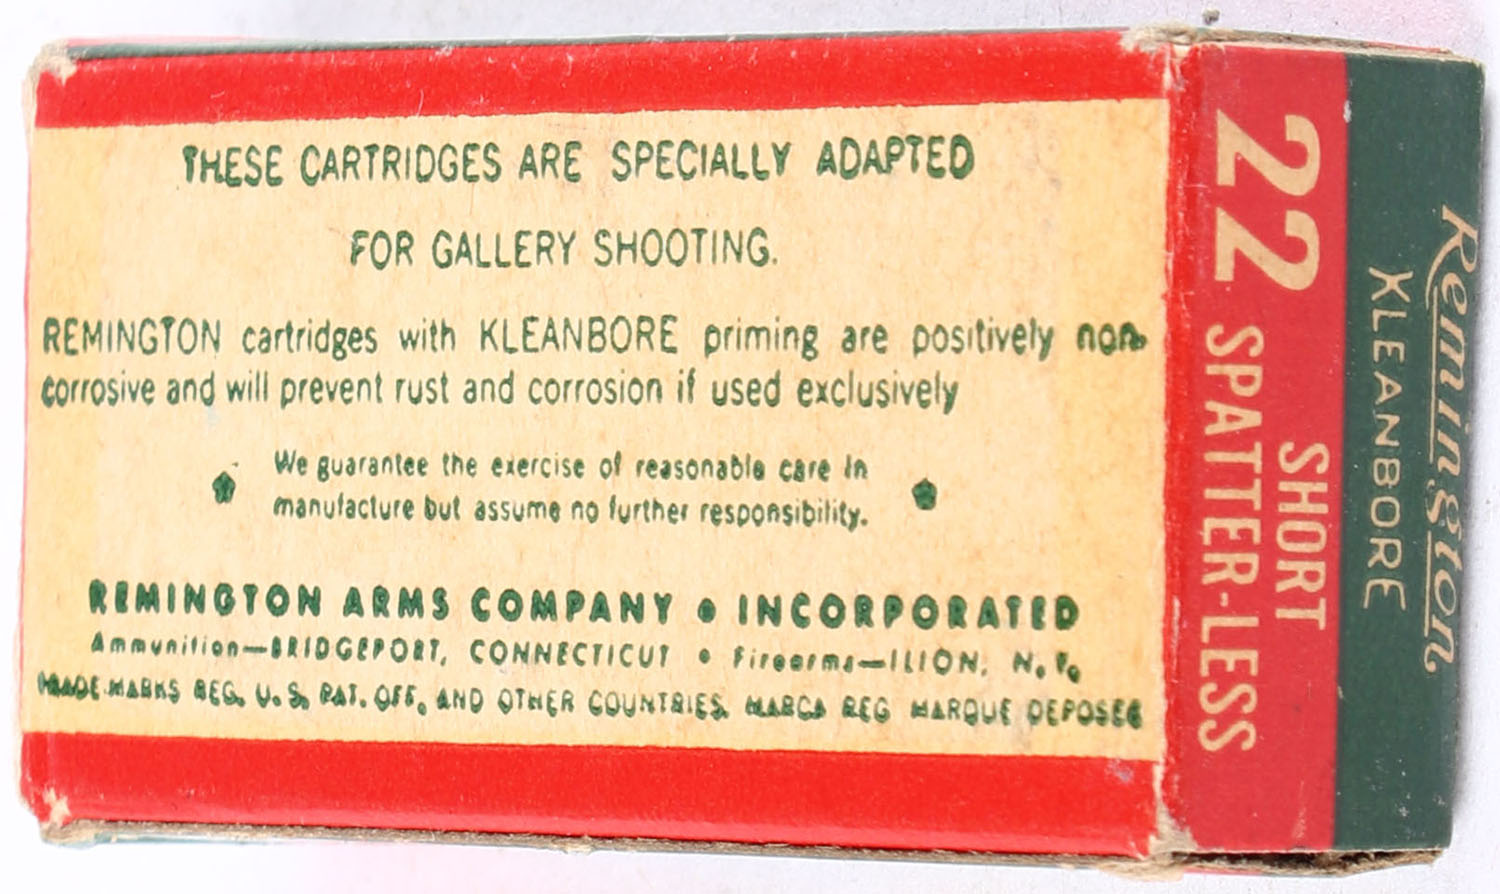 THESE CARTRIDGES ARE SPECIALLY ADAPTED
FOR GALLERY SHOOTING.
REMINGTON cartridges with KLEANBORE priming are positively non-
corrosive and will prevent rust and corrosion if used exclusively
We guarantee the exercise of reasonable care in
manufacture but assume no further responsibility.
REMINGTON ARMS COMPANY • INCORPORATED
Ammunition—BRIDGEPORT, CONNECTICUT • Firearms—ILION, N.Y.
TRADE MARKS REG. U.S. PAT. OFF. AND OTHER COUNTRIES. MARCA REG MARQUE DEPOSEE
Remington
KLEANBORE
22 SHORT
SPATTER-LESS